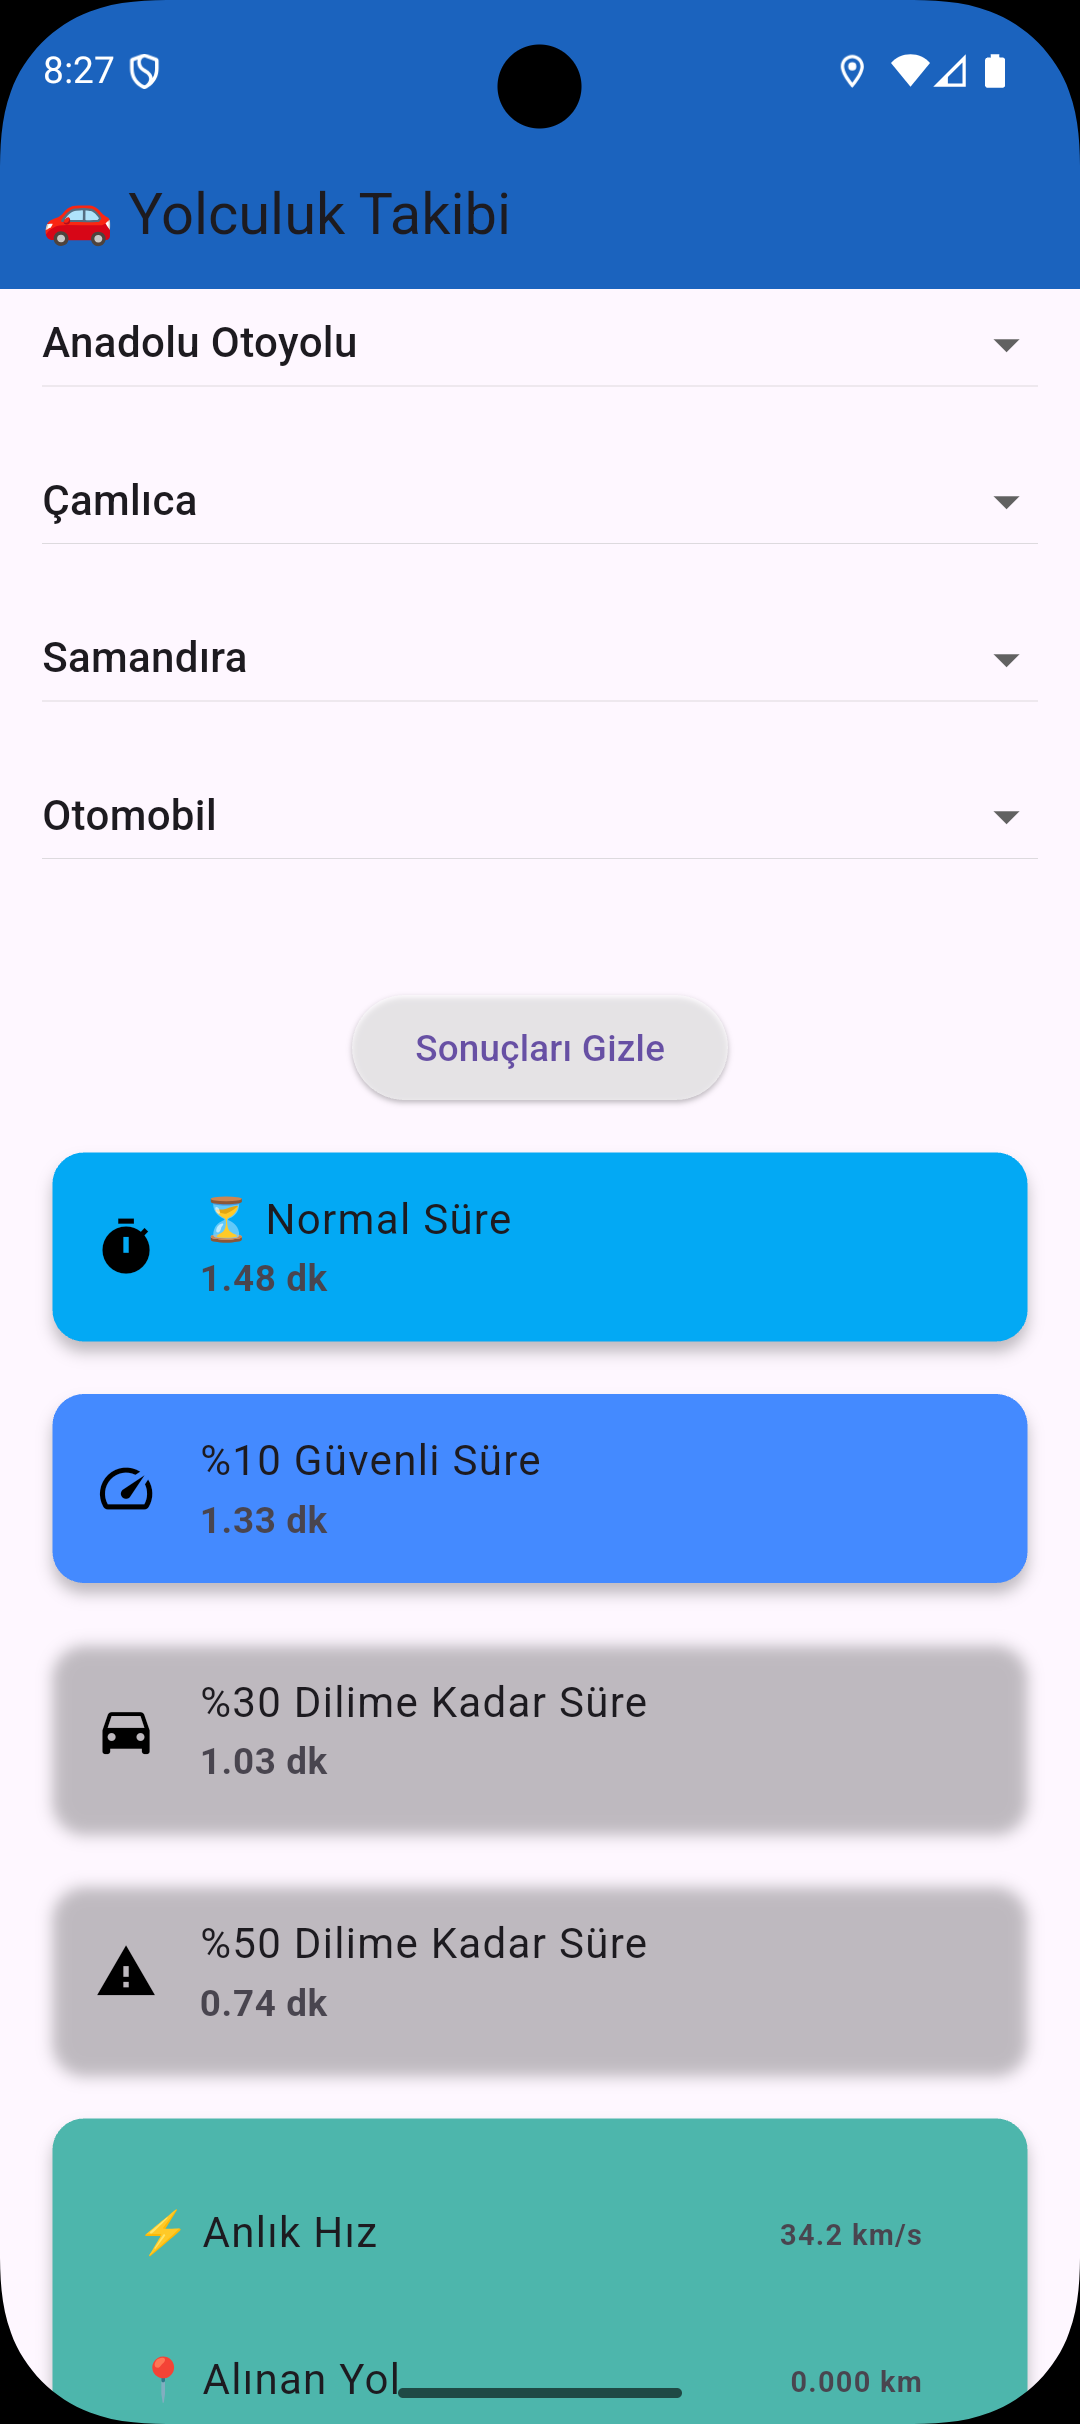 8:27
🚗 Yolculuk Takibi
Anadolu Otoyolu
Çamlıca
Samandıra
Otomobil
Sonuçları Gizle
⏳ Normal Süre
1.48 dk
%10 Güvenli Süre
1.33 dk
%30 Dilime Kadar Süre
1.03 dk
%50 Dilime Kadar Süre
0.74 dk
⚡ Anlık Hız 34.2 km/s
📍 Alınan Yol 0.000 km